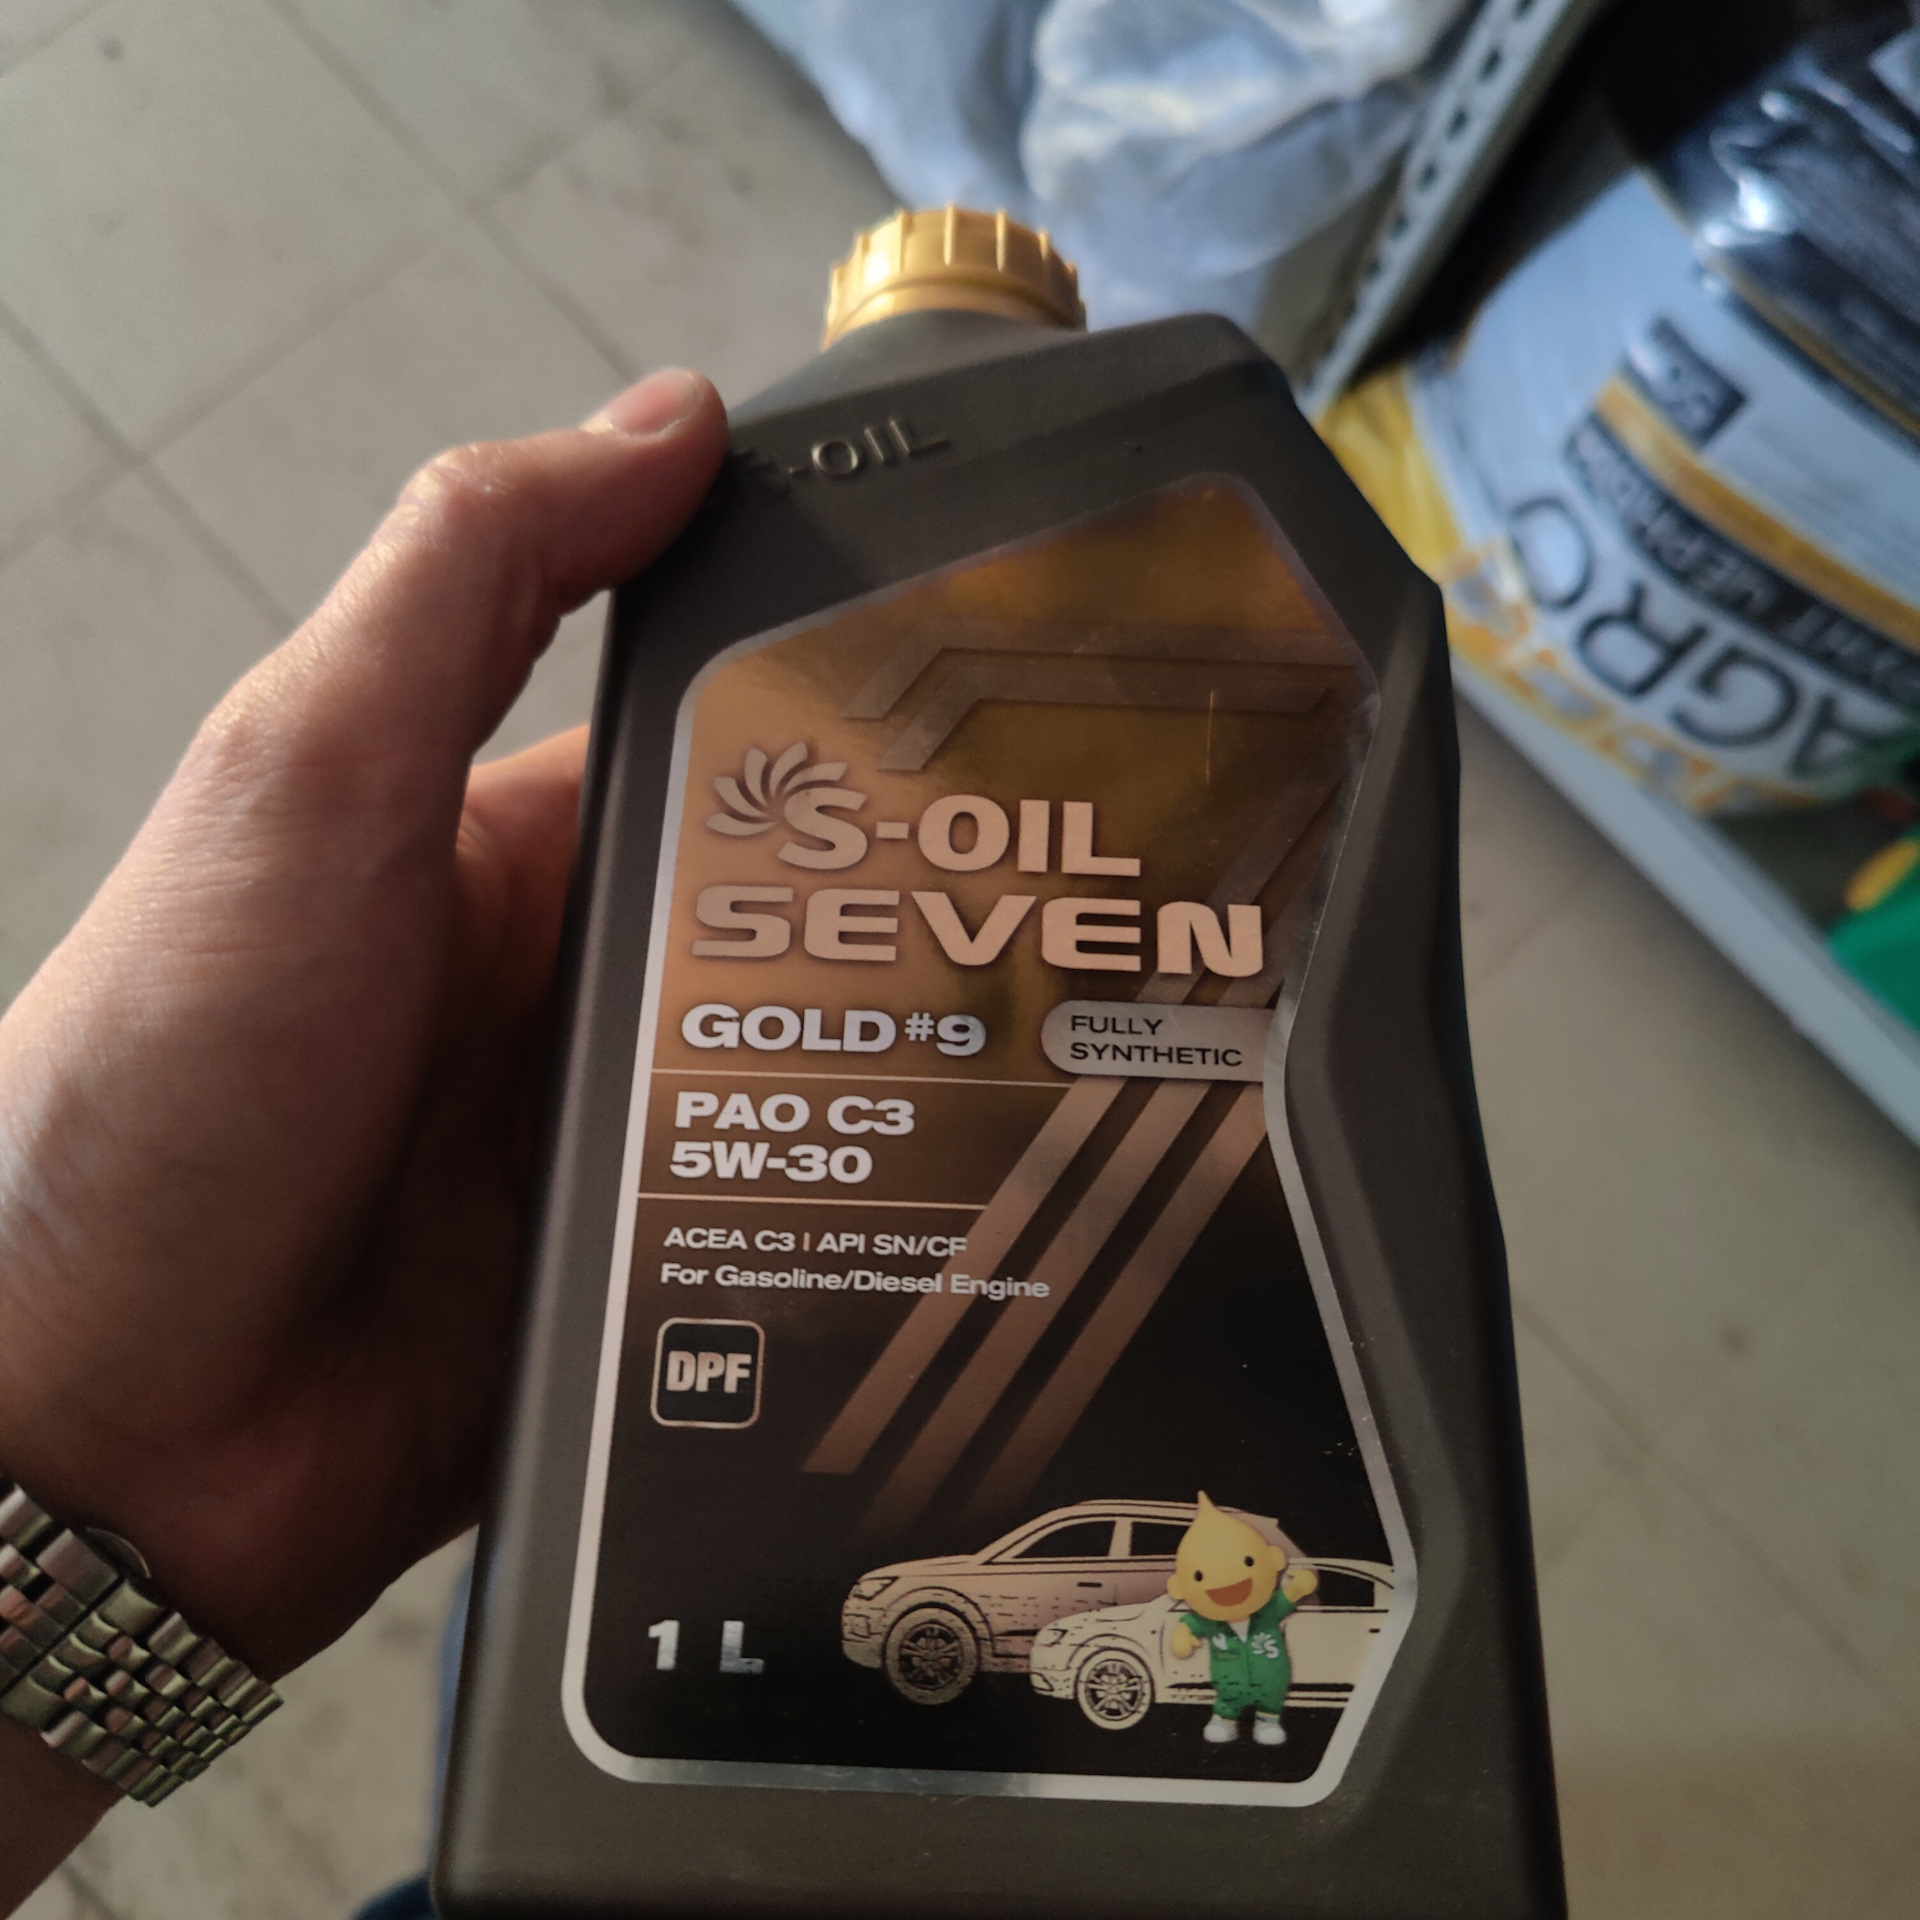 S-OIL
S-OIL
SEVEN
GOLD #9
FULLY
SYNTHETIC
PAO C3
5W-30
ACEA C3 | API SN/CF
For Gasoline/Diesel Engine
DPF
1 L
AGRO